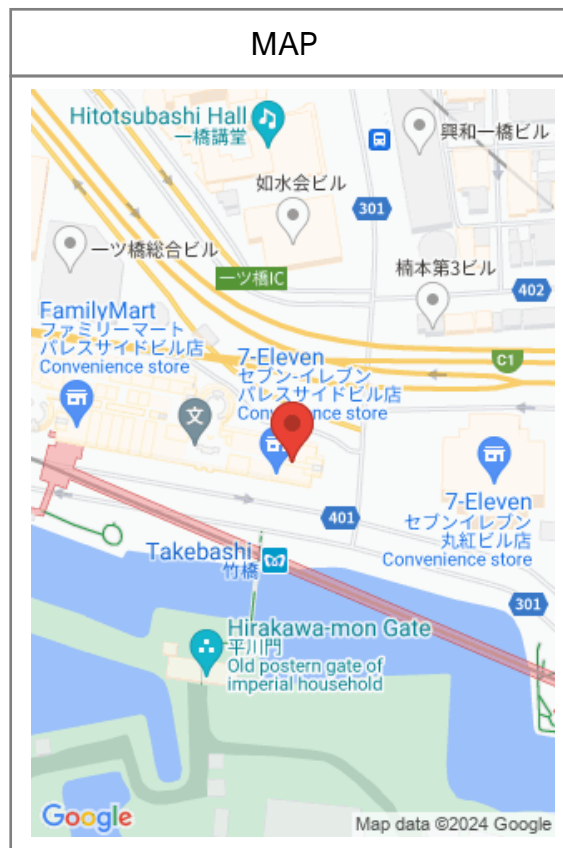 MAP
Hitotsubashi Hall
一橋講堂
興和一橋ビル
如水会ビル
301
一ツ橋総合ビル
一ツ橋IC
楠本第3ビル
402
FamilyMart
ファミリーマート
パレスサイドビル店
Convenience store
7-Eleven
セブン-イレブン
パレスサイドビル店
Convenience store
C1
文
401
7-Eleven
セブンイレブン
丸紅ビル店
Convenience store
Takebashi
竹橋
301
Hirakawa-mon Gate
平川門
Old postern gate of
imperial household
Google
Map data ©2024 Google